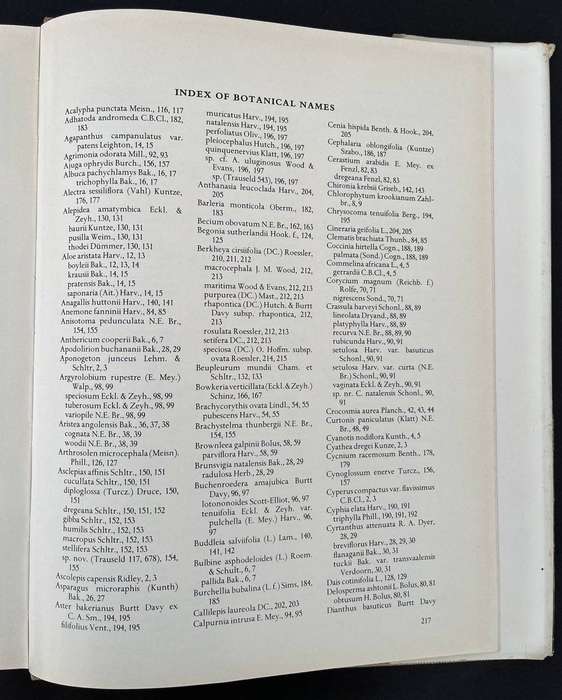 INDEX OF BOTANICAL NAMES
Acalypha punctata Meisn., 116, 117
Adhatoda andromeda C.B.Cl., 182,
183
Agapanthus campanulatus var.
patens Leighton, 14, 15
Agrimonia odorata Mill., 92, 93
Ajuga ophrydis Burch., 156, 157
Albuca pachychlamys Bak., 16, 17
trichophylla Bak., 16, 17
Alectra sessiliflora (Vahl) Kuntze,
176, 177
Alepidea amatymbica Eckl. &
Zeyh., 130, 131
baurii Kuntze, 130, 131
pusilla Weim., 130, 131
thodei Dümmer, 130, 131
Aloe aristata Harv., 12, 13
boylei Bak., 12, 13, 14
kraussii Bak., 14, 15
pratensis Bak., 14, 15
saponaria (Ait.) Harv., 14, 15
Anagallis huttonii Harv., 140, 141
Anemone fanninii Harv., 84, 85
Anisotoma pedunculata N.E. Br.,
154, 155
Anthericum cooperii Bak., 6, 7
Apodolirion buchananii Bak., 28, 29
Aponogeton junceus Lehm. &
Schltr, 2, 3
Argyrolobium rupestre (E. Mey.)
Walp., 98, 99
speciosum Eckl. & Zeyh., 98, 99
tuberosum Eckl. & Zeyh., 98, 99
variopile N.E. Br., 98, 99
Aristea angolensis Bak., 36, 37, 38
cognata N.E. Br., 38, 39
woodii N.E. Br., 38, 39
Arthrosolen microcephala (Meisn.)
Phill., 126, 127
Asclepias affinis Schltr., 150, 151
cucullata Schltr., 150, 151
diploglossa (Turcz.) Druce, 150,
151
dregeana Schltr., 150, 151, 152
gibba Schltr., 152, 153
humilis Schltr., 152, 153
macropus Schltr., 152, 153
stellifera Schltr., 152, 153
sp. nov. (Trauseld 117, 678), 154,
155
Ascolepis capensis Ridley, 2, 3
Asparagus microraphis (Kunth)
Bak., 26, 27
Aster bakerianus Burtt Davy ex
C. A. Sm., 194, 195
filifolius Vent., 194, 195
muricatus Harv., 194, 195
natalensis Harv., 194, 195
perfoliatus Oliv., 196, 197
pleiocephalus Hutch., 196, 197
quinquenervius Klatt, 196, 197
sp. cf. A. uluginosus Wood &
Evans, 196, 197
sp. (Trauseld 543), 196, 197
Anthanasia leucoclada Harv., 204,
205
Barleria monticola Oberm., 182,
183
Becium obovatum N.E. Br., 162, 163
Begonia sutherlandii Hook. f., 124,
125
Berkheya cirsiifolia (DC.) Roessler,
210, 211, 212
macrocephala J. M. Wood, 212,
213
maritima Wood & Evans, 212, 213
purpurea (DC.) Mast., 212, 213
rhapontica (DC.) Hutch. & Burtt
Davy subsp. rhapontica, 212,
213
rosulata Roessler, 212, 213
setifera DC., 212, 213
speciosa (DC.) O. Hoffm. subsp.
ovata Roessler, 214, 215
Beupleurum mundii Cham. et
Schltr., 132, 133
Bowkeria verticillata (Eckl. & Zeyh.)
Schinz, 166, 167
Brachycorythis ovata Lindl., 54, 55
pubescens Harv., 54, 55
Brachystelma thunbergii N.E. Br.,
154, 155
Brownleea galpinii Bolus, 58, 59
parviflora Harv., 58, 59
Brunsvigia natalensis Bak., 28, 29
radulosa Herb., 28, 29
Buchenroedera amajubica Burtt
Davy, 96, 97
lotononoides Scott-Elliot, 96, 97
tenuifolia Eckl. & Zeyh. var.
pulchella (E. Mey.) Harv., 96,
97
Buddleia salviifolia (L.) Lam., 140,
141, 142
Bulbine asphodeloides (L.) Roem.
& Schult., 6, 7
pallida Bak., 6, 7
Burchellia bubalina (L. f.) Sims, 184,
185
Callilepis laureola DC., 202, 203
Calpurnia intrusa E. Mey., 94, 95
Cenia hispida Benth. & Hook., 204,
205
Cephalaria oblongifolia (Kuntze)
Szabo., 186, 187
Cerastium arabidis E. Mey. ex
Fenzl, 82, 83
dregeana Fenzl, 82, 83
Chironia krebsii Griseb., 142, 143
Chlorophytum krookianum Zahlbr., 8, 9
Chrysocoma tenuifolia Berg., 194,
195
Cineraria geifolia L., 204, 205
Clematis brachiata Thunb., 84, 85
Coccinia hirtella Cogn., 188, 189
palmata (Sond.) Cogn., 188, 189
Commelina africana L., 4, 5
gerrardii C.B.Cl., 4, 5
Corycium magnum (Reichb. f.)
Rolfe, 70, 71
nigrescens Sond., 70, 71
Crassula harveyi Schonl., 88, 89
lineolata Dryand., 88, 89
platyphylla Harv., 88, 89
recurva N.E. Br., 88, 89, 90
rubicunda Harv., 90, 91
setulosa Harv. var. basuticus
Schonl., 90, 91
setulosa Harv. var. curta (N.E.
Br.) Schonl., 90, 91
vaginata Eckl. & Zeyh., 90, 91
sp. nr. C. natalensis Schonl., 90,
91
Crocosmia aurea Planch., 42, 43, 44
Curtonis paniculatus (Klatt) N.E.
Br., 48, 49
Cyanotis nodiflora Kunth., 4, 5
Cyathea dregei Kunze, 2, 3
Cycnium racemosum Benth., 178,
179
Cynoglossum enerve Turcz., 156,
157
Cyperus compactus var. flavissimus
C.B.Cl., 2, 3
Cyphia elata Harv., 190, 191
triphylla Phill., 190, 191, 192
Cyrtanthus attenuata R. A. Dyer,
28, 29
breviflorus Harv., 28, 29, 30
flanaganii Bak., 30, 31
tuckii Bak. var. transvaalensis
Verdoorn, 30, 31
Dais cotinifolia L., 128, 129
Delosperma ashtonii L. Bolus, 80, 81
obtusum H. Bolus, 80, 81
Dianthus basuticus Burtt Davy
217